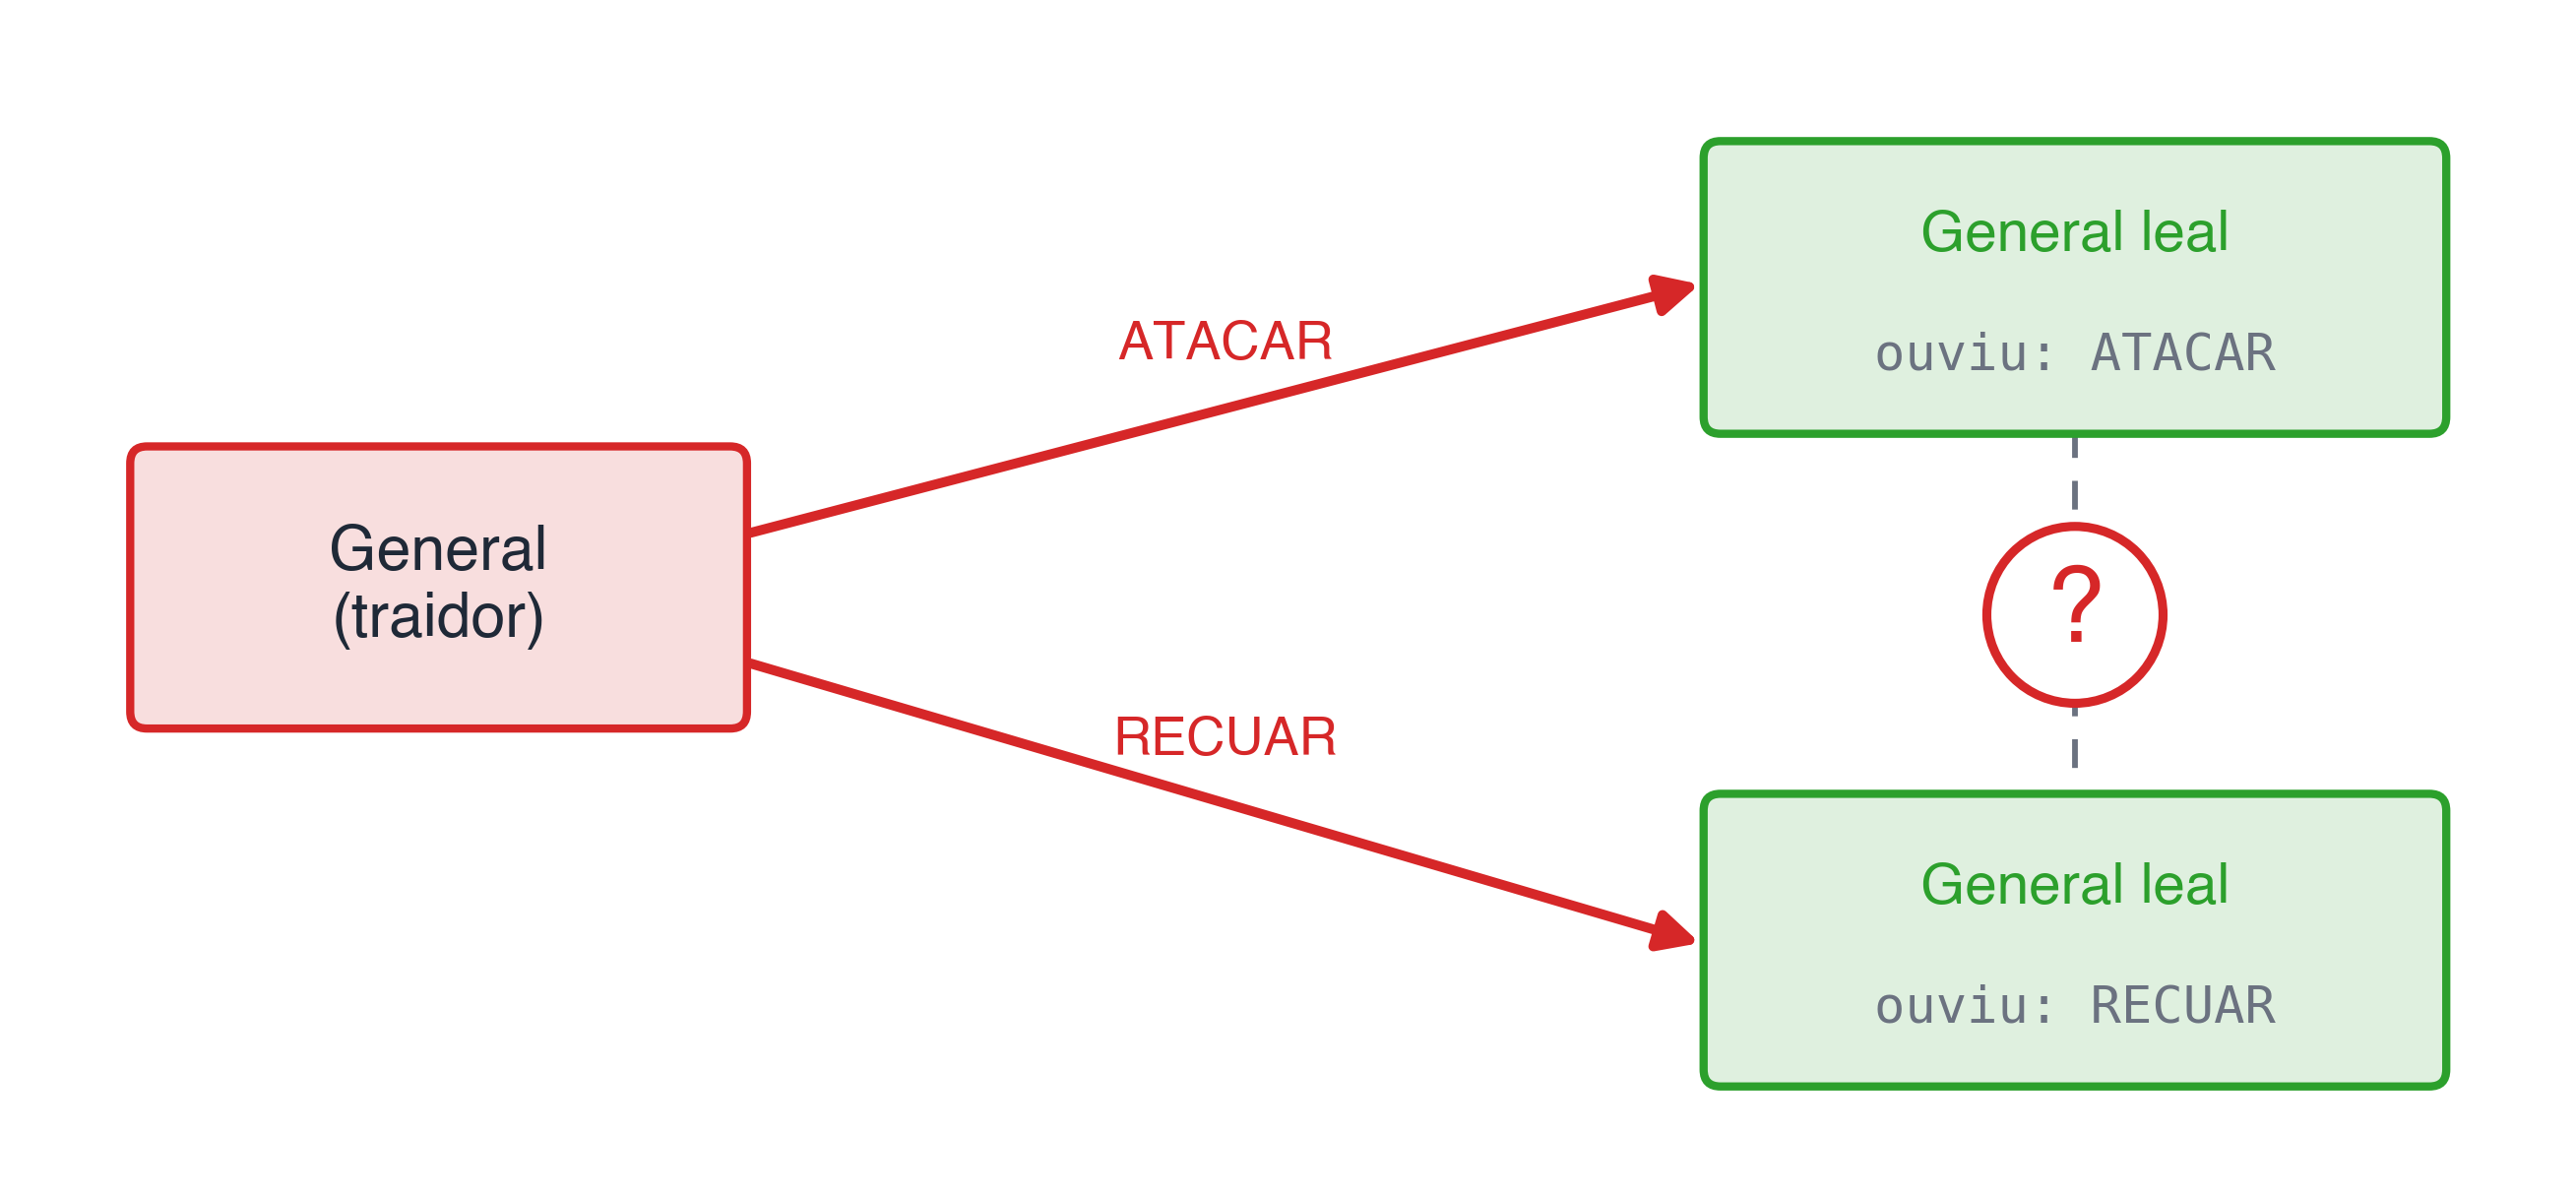 General
(traidor)
ATACAR
RECUAR
General leal
ouviu: ATACAR
?
General leal
ouviu: RECUAR